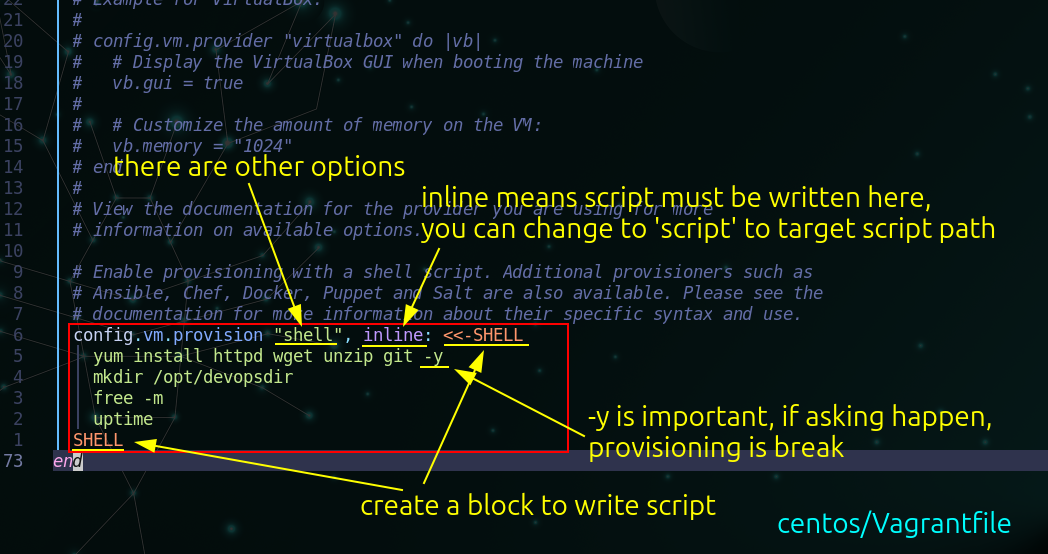 22 # Example for VirtualBox:
21 #
20 # config.vm.provider "virtualbox" do |vb|
19 #   # Display the VirtualBox GUI when booting the machine
18 #   vb.gui = true
17 #
16 #   # Customize the amount of memory on the VM:
15 #   vb.memory = "1024"
14 # end
there are other options
13 #
inline means script must be written here,
12 # View the documentation for the provider you are using for more
you can change to 'script' to target script path
11 # information on available options.
10
9 # Enable provisioning with a shell script. Additional provisioners such as
8 # Ansible, Chef, Docker, Puppet and Salt are also available. Please see the
7 # documentation for more information about their specific syntax and use.
6 config.vm.provision "shell", inline: <<-SHELL
5   yum install httpd wget unzip git -y
4   mkdir /opt/devopsdir
3   free -m
2   uptime
-y is important, if asking happen,
provisioning is break
1 SHELL
73 end
create a block to write script
centos/Vagrantfile